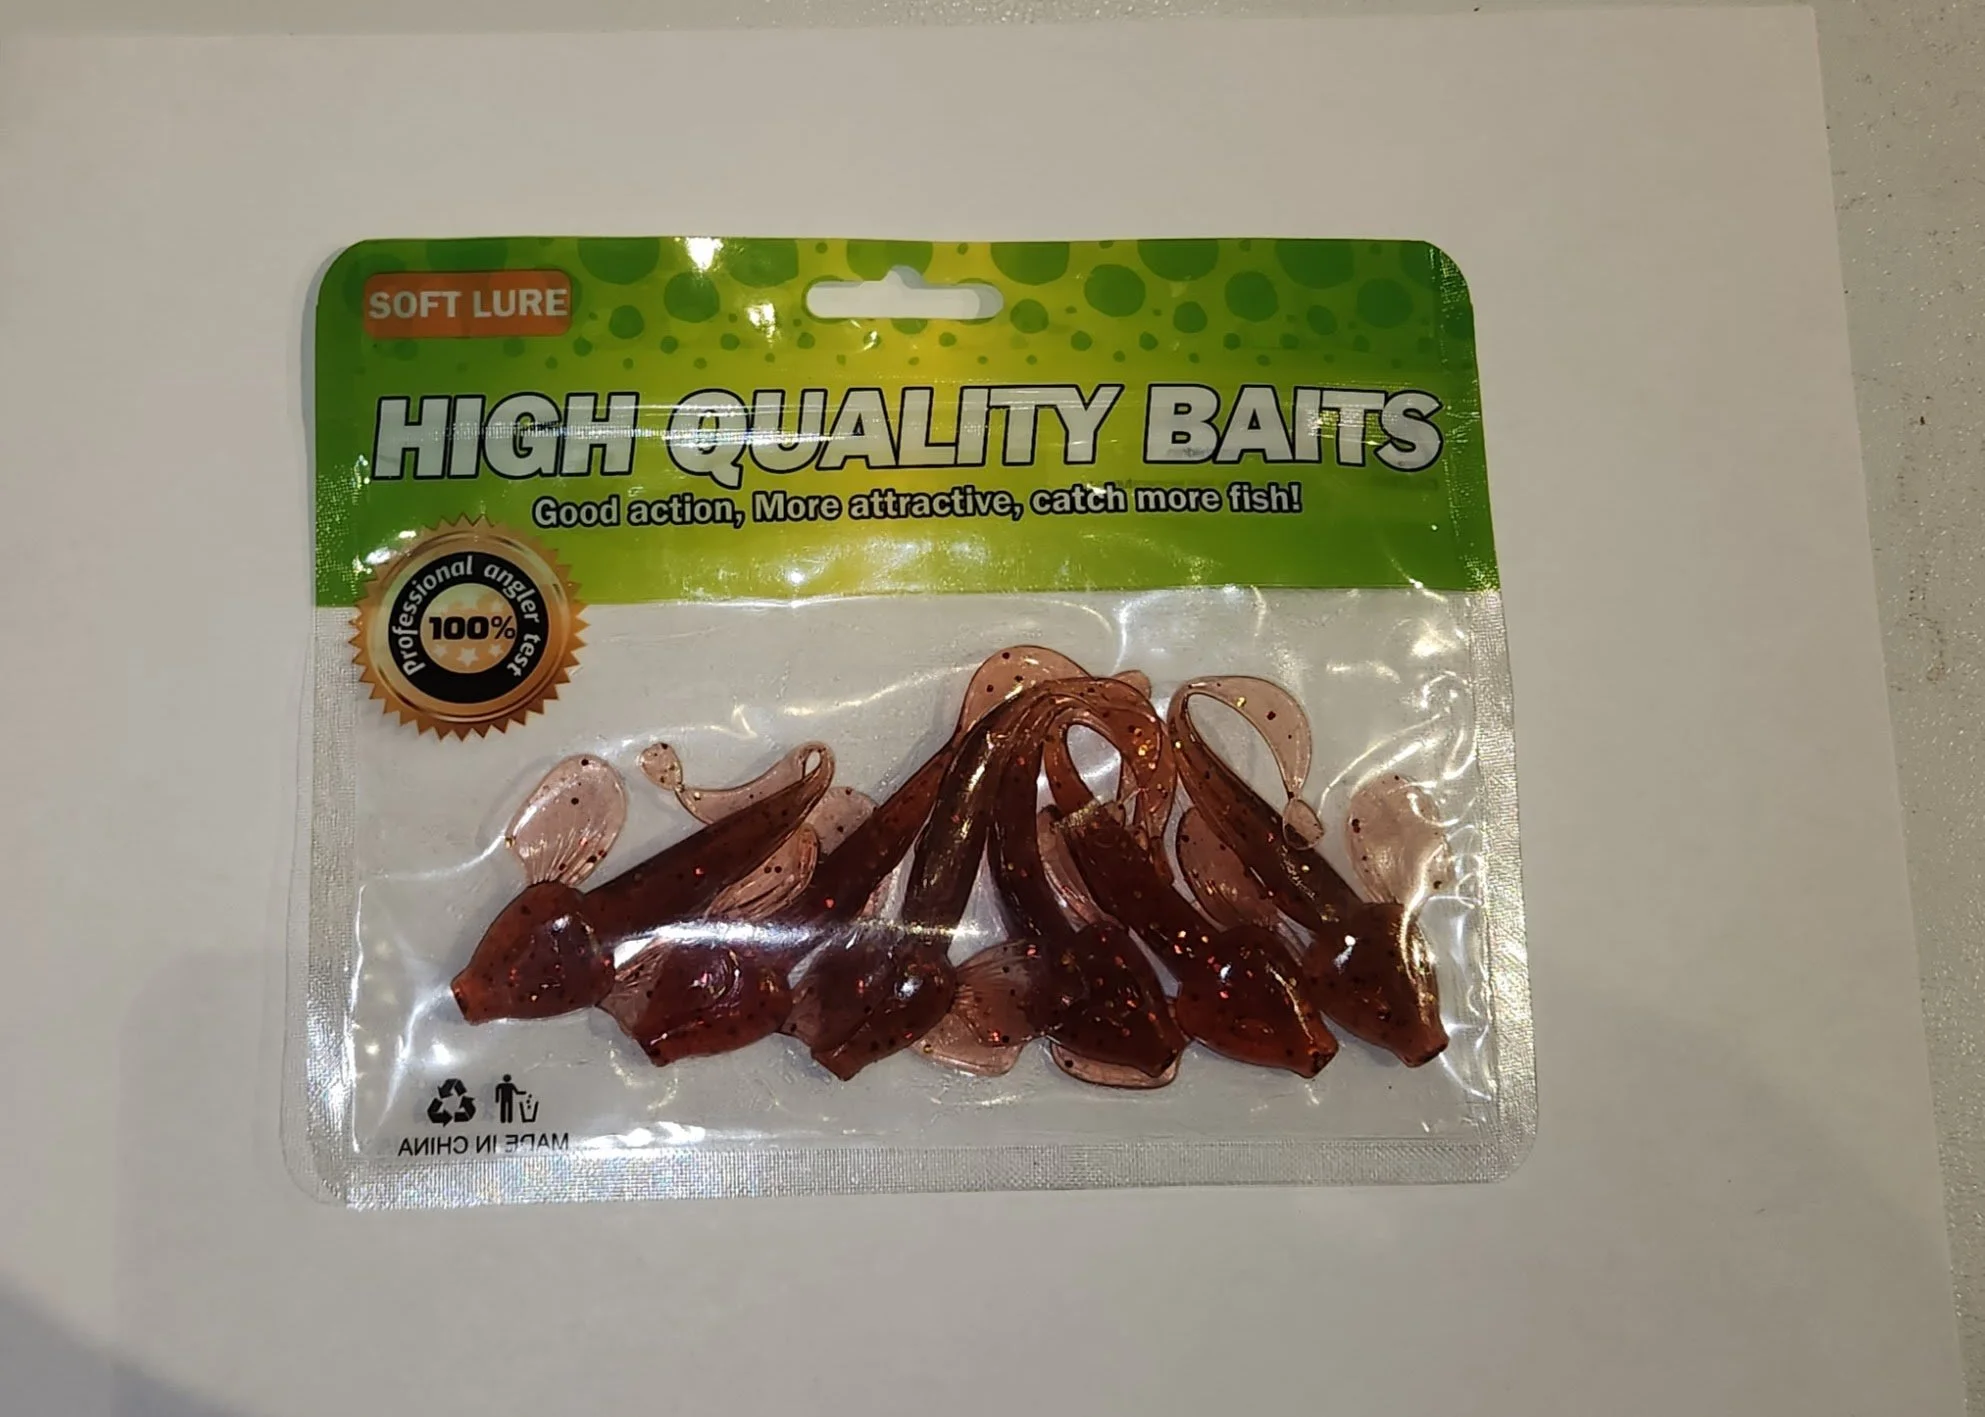 SOFT LURE
HIGH QUALITY BAITS
Good action, More attractive, catch more fish!
Professional angler test
100%
MADE IN CHINA